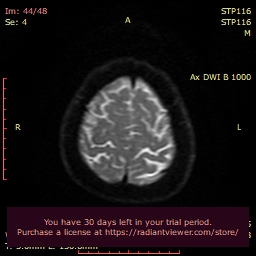 Im: 44/48
Se: 4
A
STP116
STP116
M
Ax DWI B 1000
R
L
You have 30 days left in your trial period.
Purchase a license at https://radiantviewer.com/store/